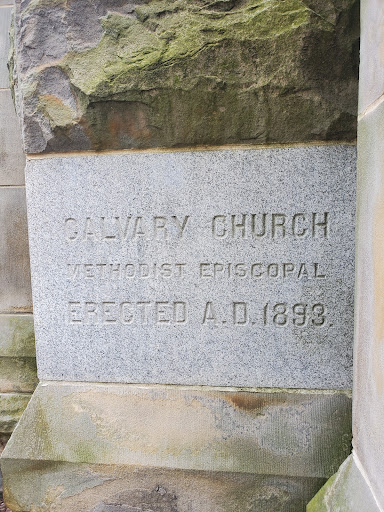 CALVARY CHURCH
METHODIST EPISCOPAL
ERECTED A.D. 1893.